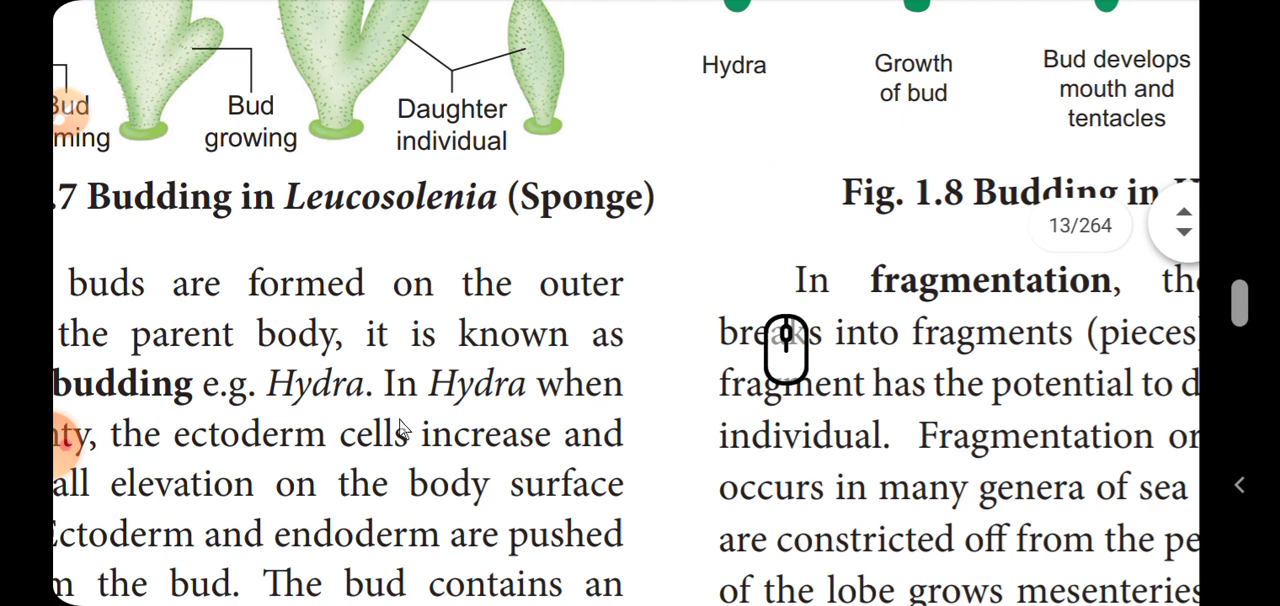 Bud
ming
Bud
growing
Daughter
individual
.7 Budding in Leucosolenia (Sponge)
buds are formed on the outer
the parent body, it is known as
budding e.g. Hydra. In Hydra when
nty, the ectoderm cells increase and
all elevation on the body surface
Ectoderm and endoderm are pushed
m the bud. The bud contains an
Hydra
Growth
of bud
Bud develops
mouth and
tentacles
Fig. 1.8 Budding in
13/264
In fragmentation, the
breaks into fragments (pieces)
fragment has the potential to d
individual. Fragmentation or
occurs in many genera of sea
are constricted off from the pe
of the lobe grows mesenteries